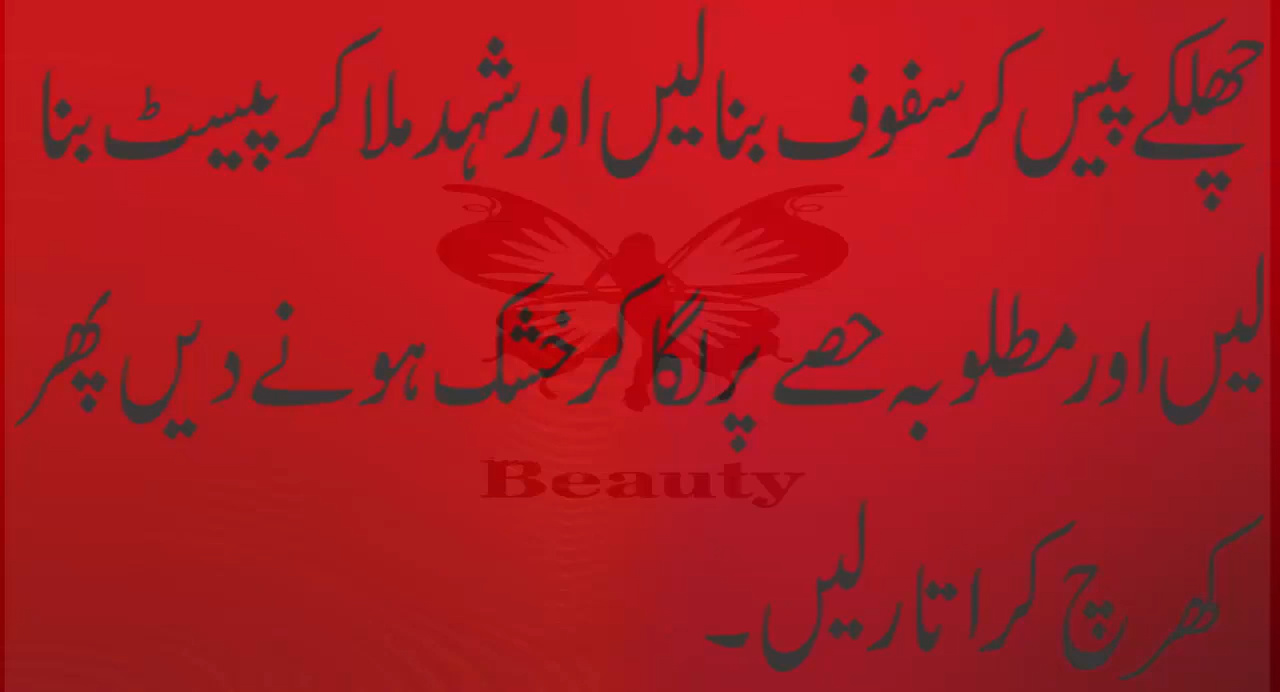 چھلکے پیس کر سفوف بنالیں اور شہد ملا کر پیسٹ بنا
لیں اور مطلوبہ حصے پر لگا کر خشک ہونے دیں پھر
Beauty
کھرچ کر اتار لیں۔